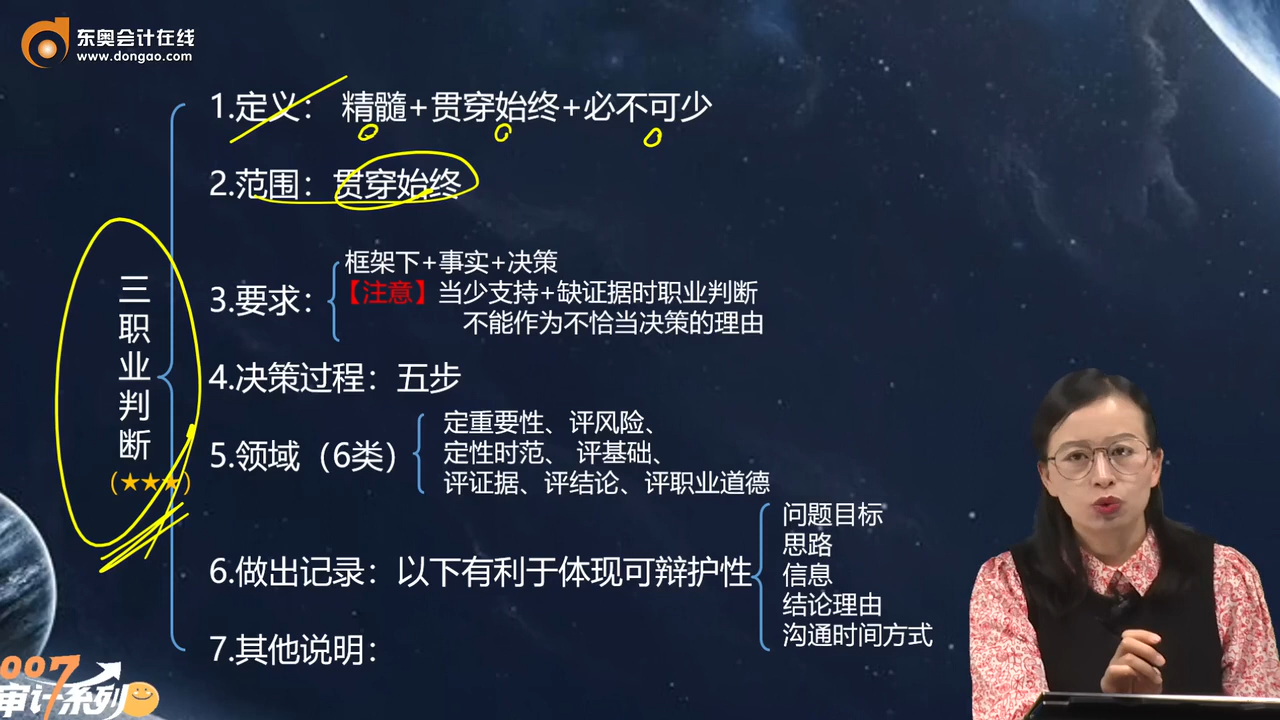 东奥会计在线
www.dongao.com
1.定义：精髓+贯穿始终+必不可少
2.范围：贯穿始终
三职业判断
(★★★)
3.要求：
框架下+事实+决策
【注意】当少支持+缺证据时职业判断
不能作为不恰当决策的理由
4.决策过程：五步
5.领域（6类）
定重要性、评风险、
定性时范、评基础、
评证据、评结论、评职业道德
6.做出记录：以下有利于体现可辩护性
问题目标
思路
信息
结论理由
沟通时间方式
7.其他说明：
007
审计系列